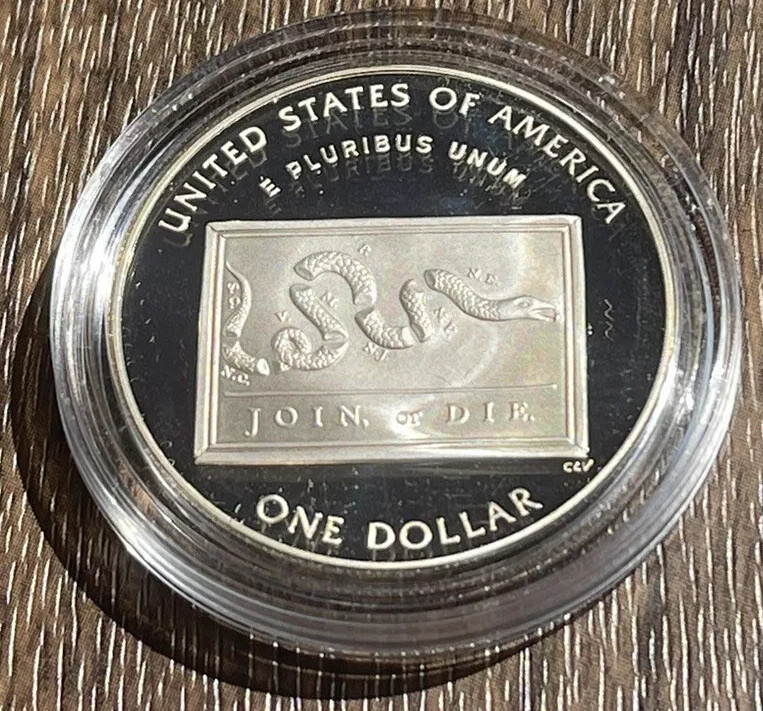 UNITED STATES OF AMERICA
E PLURIBUS UNUM
R
N.E.
S.C.
V.
M.
N.Y.
N.J.
N.C.
JOIN, or DIE.
CLV
ONE DOLLAR